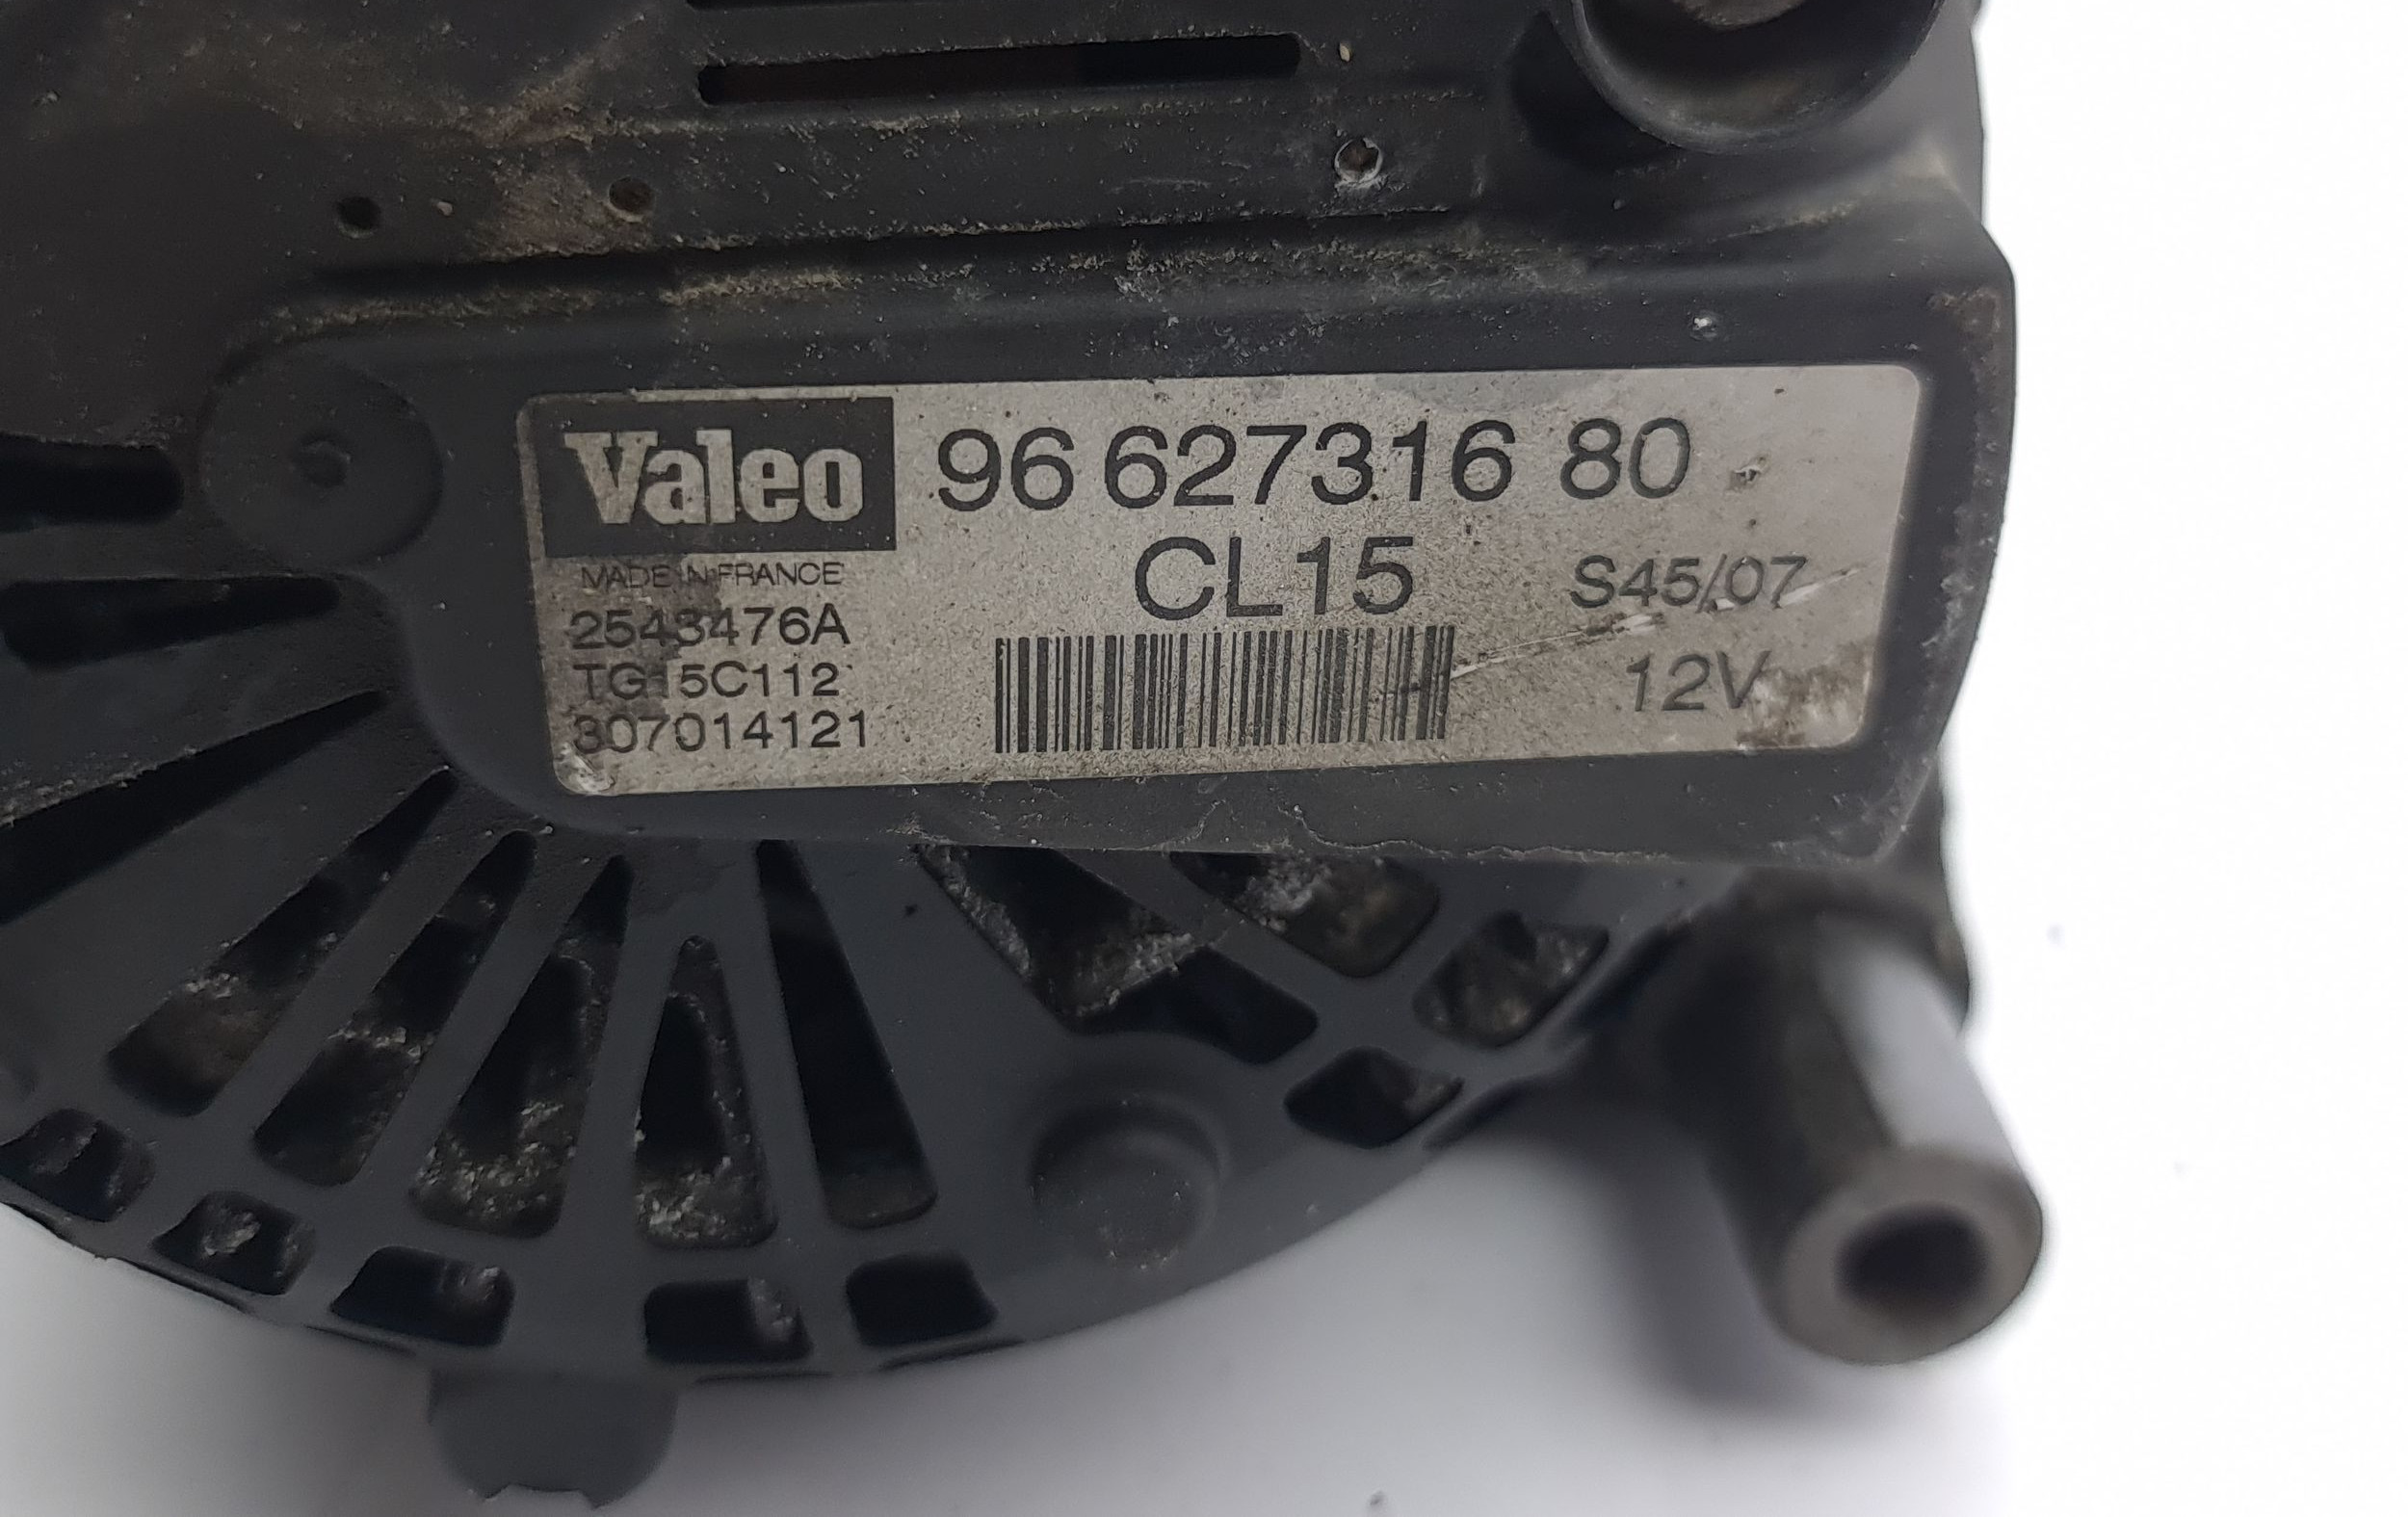 Valeo 96 627316 80
CL15 S45/07
MADE IN FRANCE
2543476A
TG15C112 12V
307014121